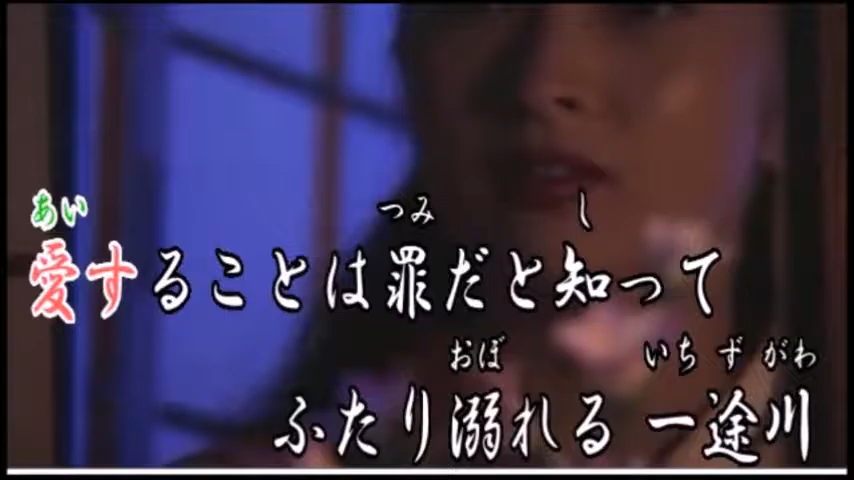 あい つみ し
愛することは罪だと知って
おぼ いちずがわ
ふたり溺れる 一途川